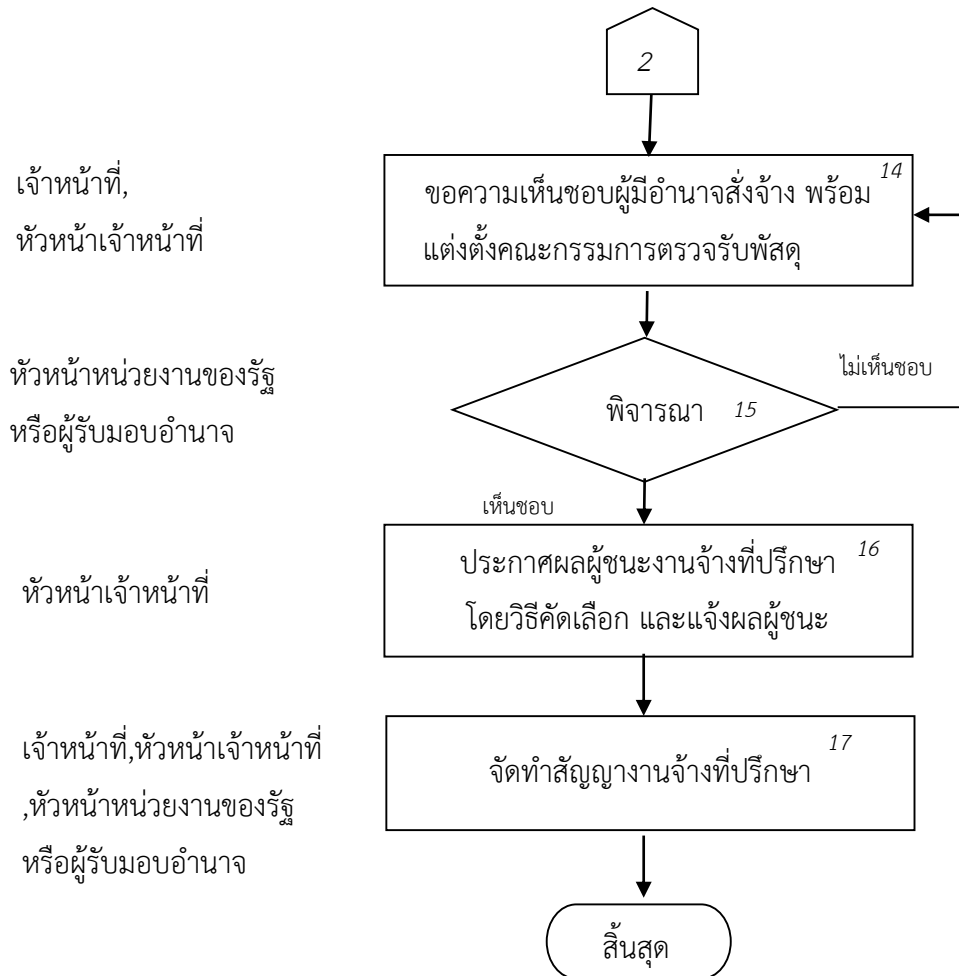 2
เจ้าหน้าที่,
หัวหน้าเจ้าหน้าที่
14
ขอความเห็นชอบผู้มีอำนาจสั่งจ้าง พร้อม
แต่งตั้งคณะกรรมการตรวจรับพัสดุ
หัวหน้าหน่วยงานของรัฐ
หรือผู้รับมอบอำนาจ
พิจารณา 15
ไม่เห็นชอบ
เห็นชอบ
หัวหน้าเจ้าหน้าที่
16
ประกาศผลผู้ชนะงานจ้างที่ปรึกษา
โดยวิธีคัดเลือก และแจ้งผลผู้ชนะ
เจ้าหน้าที่,หัวหน้าเจ้าหน้าที่
,หัวหน้าหน่วยงานของรัฐ
หรือผู้รับมอบอำนาจ
17
จัดทำสัญญางานจ้างที่ปรึกษา
สิ้นสุด